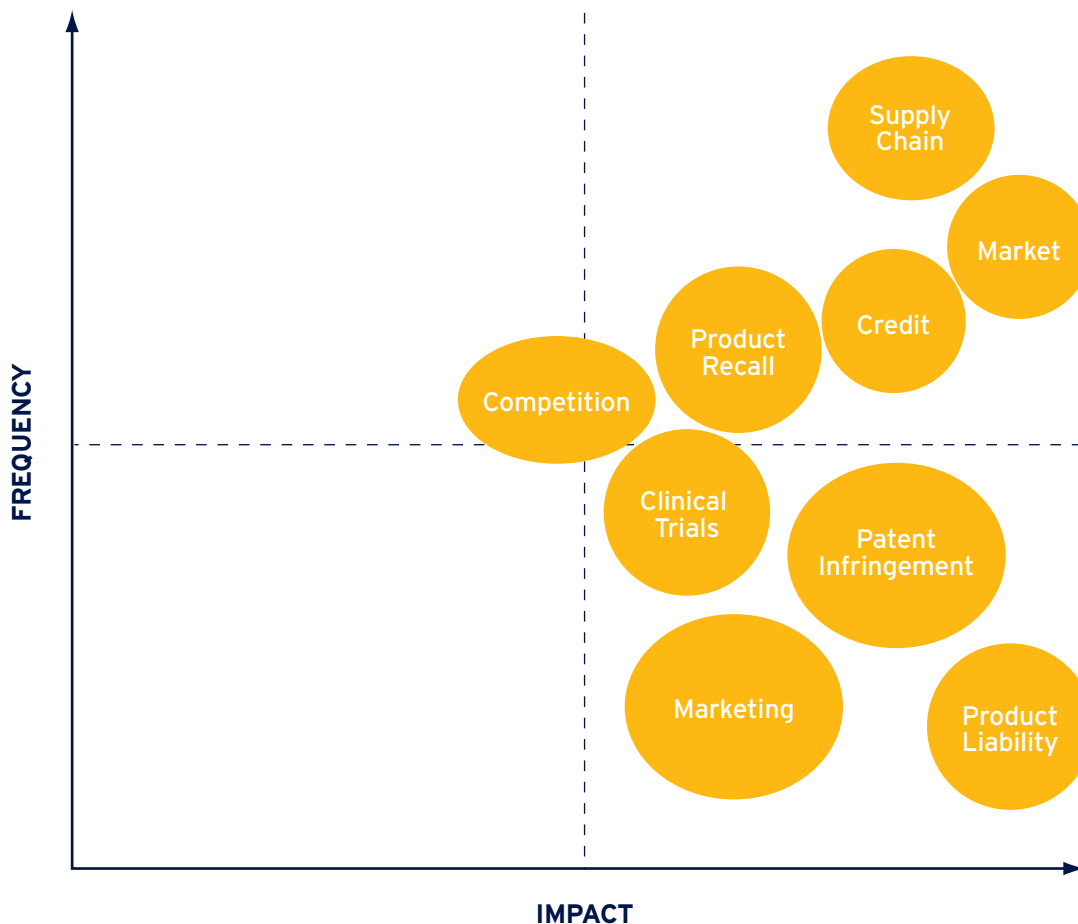 Supply
Chain
Market
Credit
Product
Recall
Competition
FREQUENCY
Clinical
Trials
Patent
Infringement
Marketing
Product
Liability
IMPACT